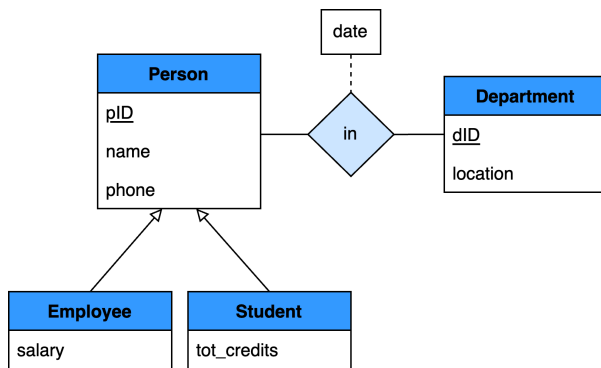 date
Person
pID
name
phone
in
Department
dID
location
Employee
salary
Student
tot_credits